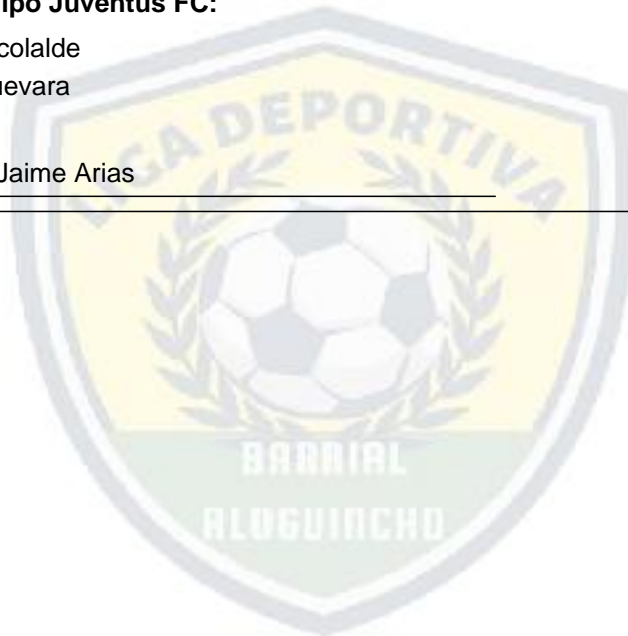 ipo Juventus FC:
colalde
uevara
Jaime Arias
LIGA DEPORTIVA
BARRIAL
ALUGUINCHO